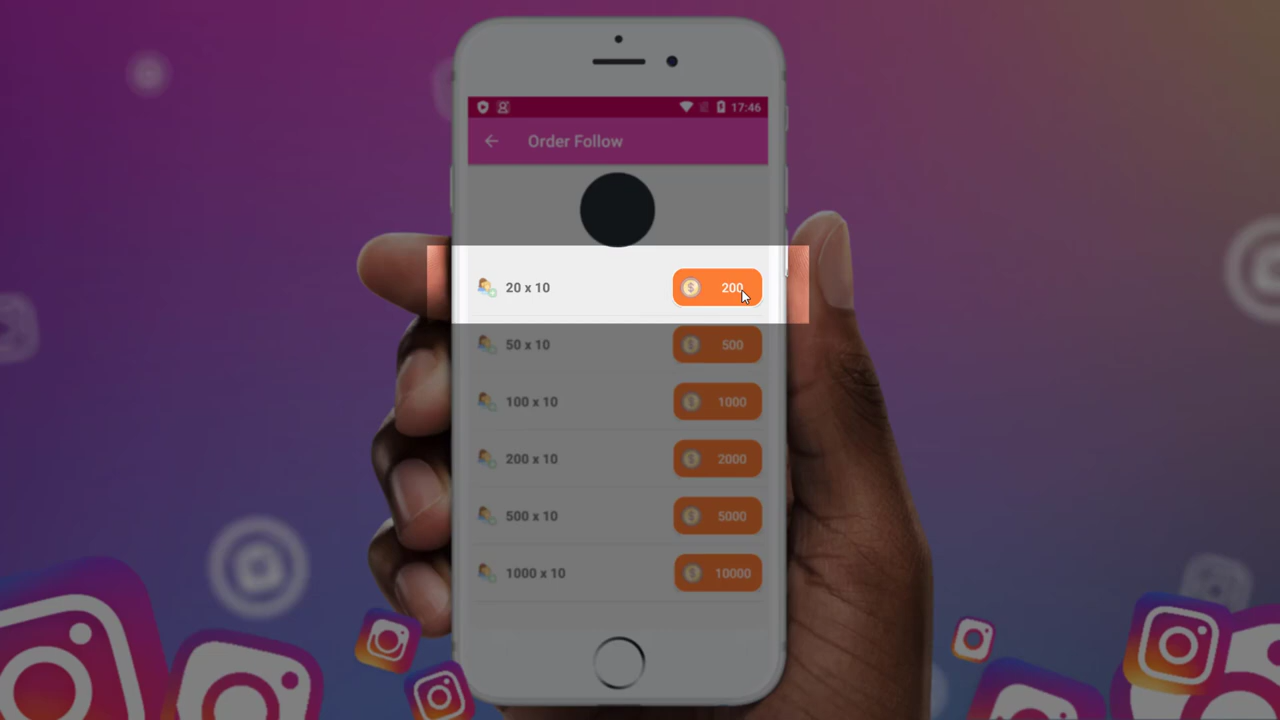 17:46
Order Follow
20 x 10 200
50 x 10 500
100 x 10 1000
200 x 10 2000
500 x 10 5000
1000 x 10 10000